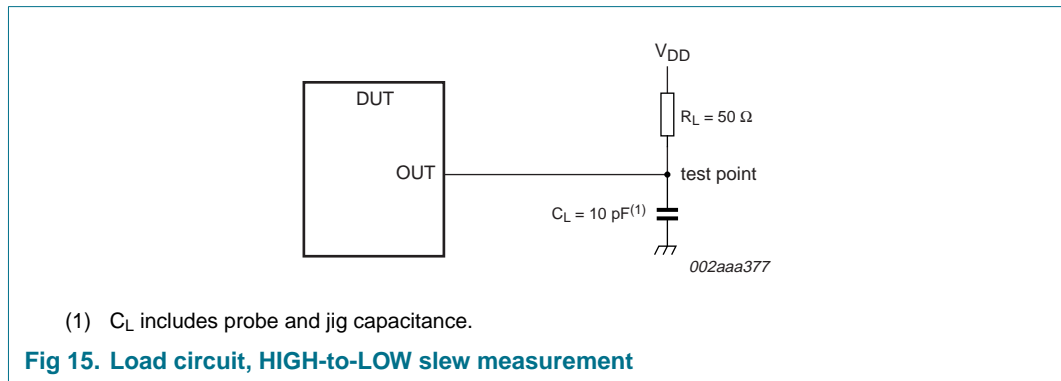 V_DD
DUT
R_L = 50 Ω
OUT
test point
C_L = 10 pF(1)
002aaa377
(1) C_L includes probe and jig capacitance.
Fig 15. Load circuit, HIGH-to-LOW slew measurement